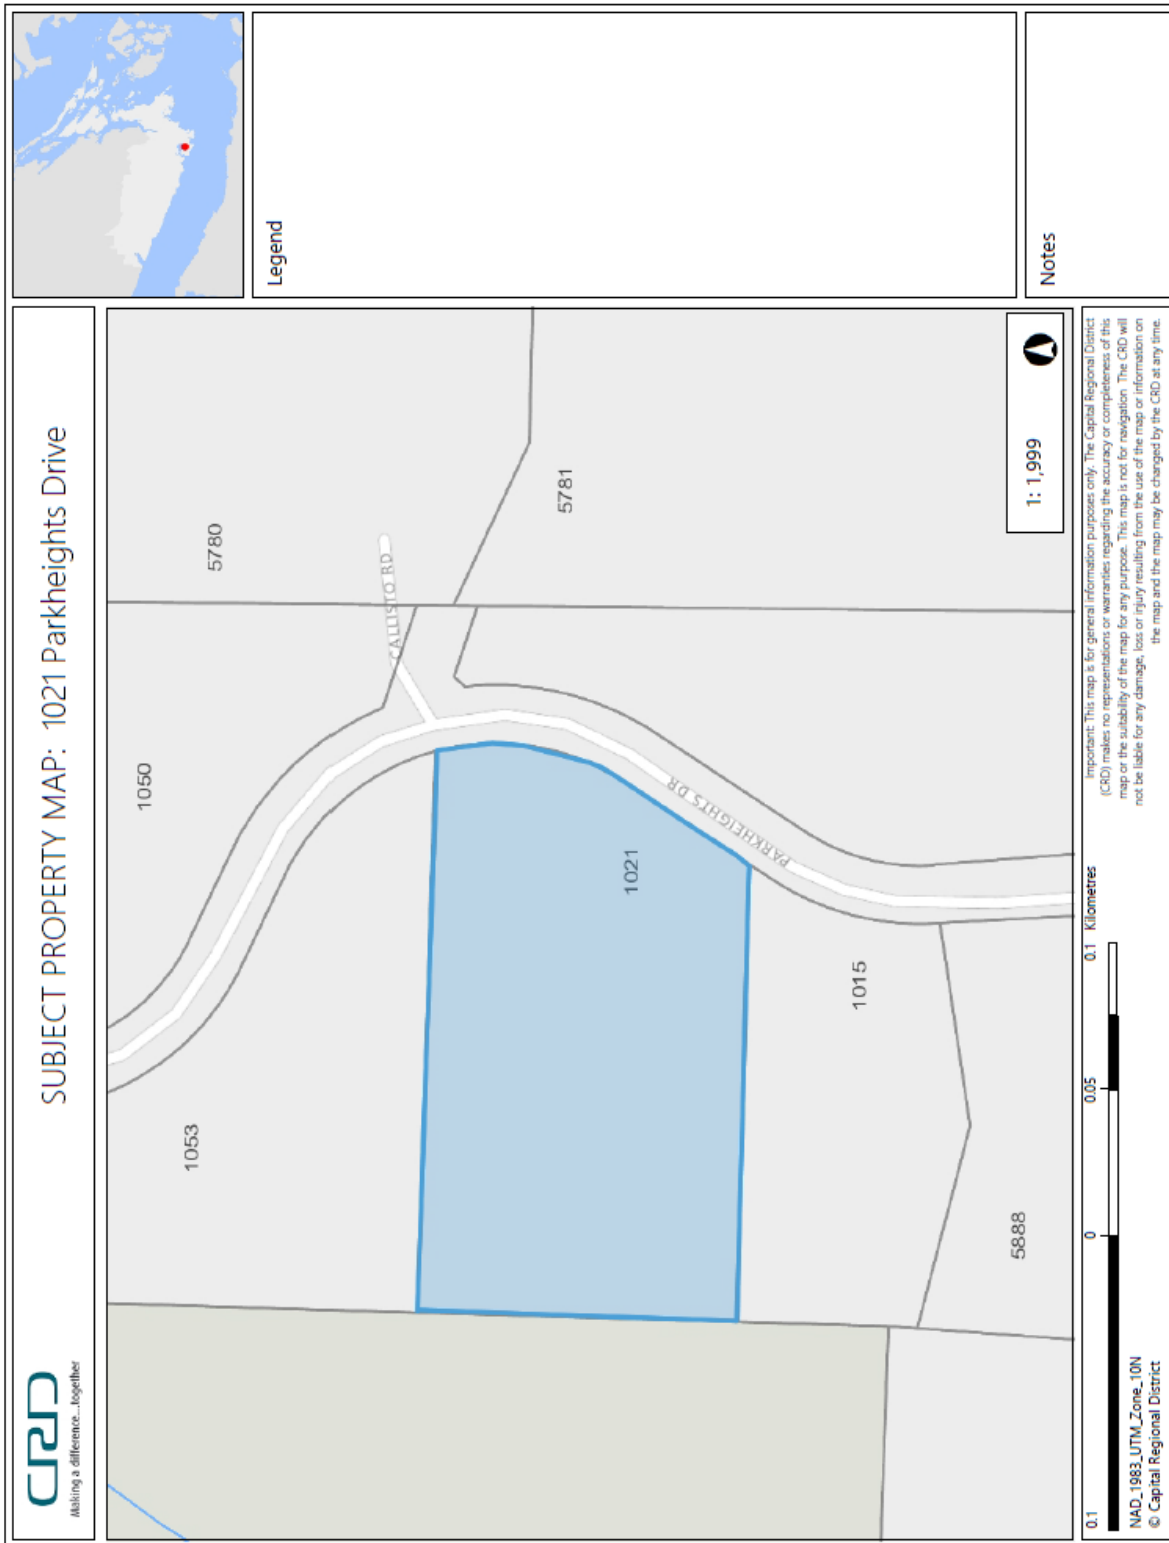 CRD
Making a difference...together
SUBJECT PROPERTY MAP: 1021 Parkheights Drive
1053
1050
5780
CALLISTO RD
5781
1021
PARKHEIGHTS DR
1015
5888
1: 1,999
Legend
Notes
0.1
0
0.05
0.1
Kilometres
NAD_1983_UTM_Zone_10N
© Capital Regional District
Important: This map is for general information purposes only. The Capital Regional District
(CRD) makes no representations or warranties regarding the accuracy or completeness of this
map or the suitability of the map for any purpose. This map is not for navigation. The CRD will
not be liable for any damage, loss or injury resulting from the use of the map or information on
the map and the map may be changed by the CRD at any time.